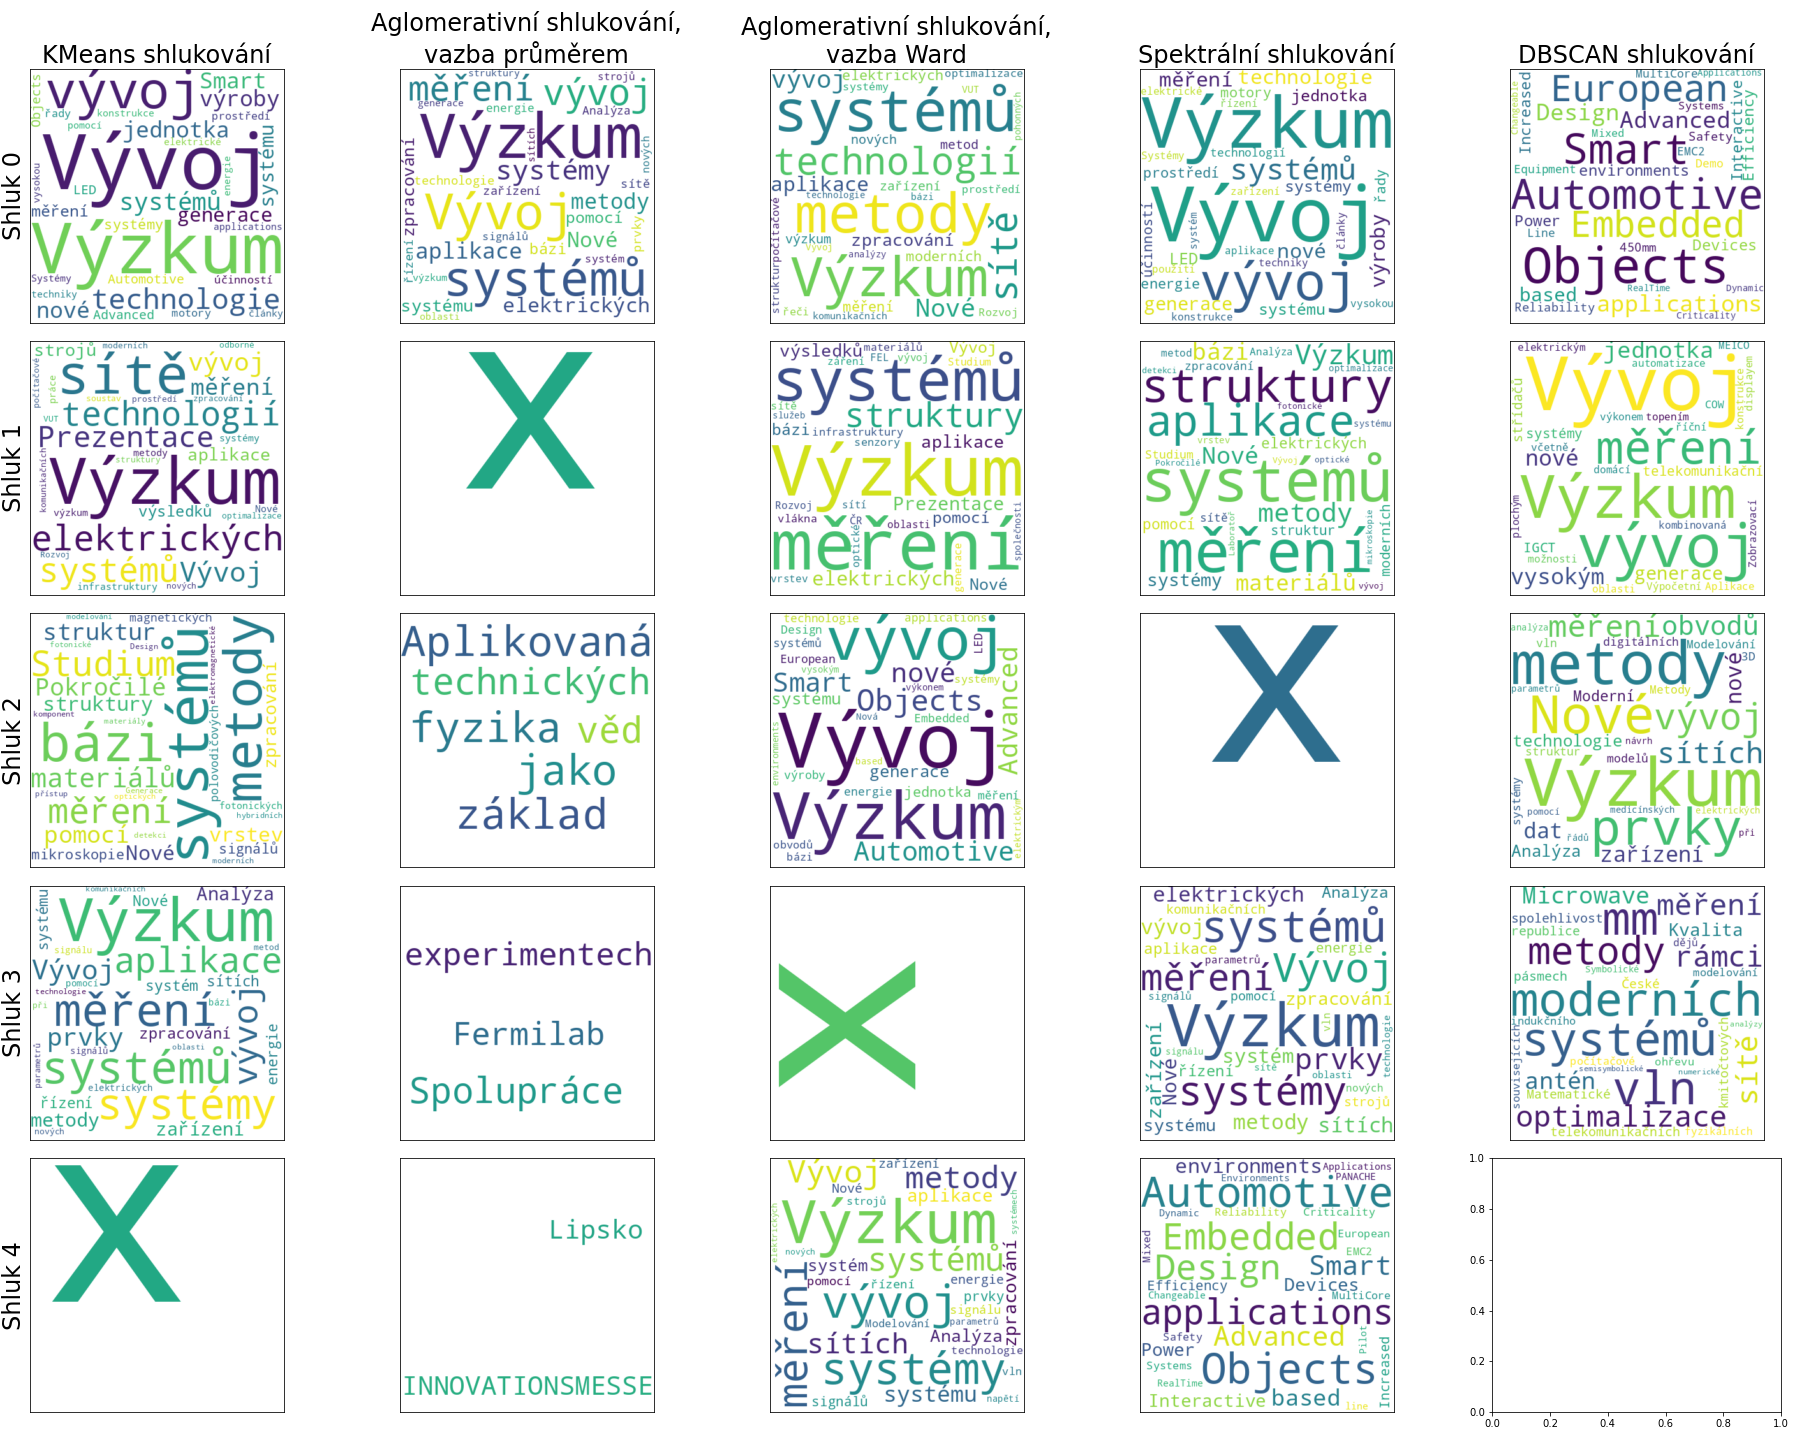 KMeans shlukování
Aglomerativní shlukování,
vazba průměrem
Aglomerativní shlukování,
vazba Ward
Spektrální shlukování
DBSCAN shlukování
Shluk 0
Objects vývoj Smart
řady konstrukce výroby
pomocí prostředí
jednotka
elektrické
Vývoj
vysokou LED energie systému
systémů
měření generace
systémy applications
Výzkum
Systémy Automotive účinností
techniky technologie
nové Advanced motory články
struktury strojů
měření vývoj
generace energie Analýza
Výzkum
zpracování sítích nových
systémy
technologie zařízení sítě
Vývoj metody
pomocí
signálů Nové prvky
aplikace bázi
řízení výzkum systém
systémů
systému elektrických
oblasti
vývoj elektrických optimalizace
systémy VUT pohonných
systémů
nových metod
technologií
aplikace zařízení prostředí
technologie bázi
metody
strukturpočítačové výzkum zpracování sítě
Vývoj analýzy moderních
Výzkum
měření
řeči komunikačních Nové Rozvoj
měření technologie
elektrické motory jednotka
řízení
Výzkum
Systémy technologií
prostředí systémů
zařízení systémy řady
Vývoj
účinností systém články výroby
aplikace nové
LED techniky
použití
energie vývoj
generace vysokou
konstrukce systému
MultiCore Applications
European
Changeable Increased Design Systems Interactive Efficiency
Advanced
Mixed Safety
Smart EMC2
Equipment environments Demo
Automotive
Power Embedded
Line 450mm Devices
Objects
based RealTime Dynamic
Reliability applications
Criticality
Shluk 1
strojů moderních odborné
sítě vývoj
počítačové práce měření
soustav prostředí zpracování
VUT technologií
Prezentace systémy
metody aplikace
struktury
komunikačních Výzkum
výzkum výsledků Nové
optimalizace
elektrických
Rozvoj
systémů Vývoj
infrastruktury nových
X
výsledků materiálů Vývoj
záření FEL vývoj Studium
systémů
sítě struktury
služeb
bázi infrastruktury
senzory aplikace
Výzkum
Rozvoj sítí Prezentace
vlákna ČR oblasti pomocí
optické společnosti
měření
vrstev elektrických generace Nové
metod bázi Analýza Výzkum
detekci zpracování optimalizace
struktury
fotonické
aplikace systému
vrstev elektrických
Studium Nové
Pokročilé Vývoj optické
systémů
pomocí sítě metody
Laboratoř struktur mikroskopie moderních
měření
systémy materiálů vývoj
elektrickým jednotka MEICO
automatizace
Vývoj
střídačů COW konstrukce displayem
výkonem topením
systémy říční
včetně měření
nové
domácí telekomunikační
Výzkum
plochým kombinovaná Zobrazovací
IGCT vývoj
možnosti
vysokým generace
oblasti Výpočetní Aplikace
Shluk 2
modelování magnetických
struktur
fotonické Design elektromagnetické
Studium systémů metody
Pokročilé
struktury zpracování
komponent materiály
bázi polovodičových
materiálů
přístup Generace fotonických
optických hybridních
měření
pomocí detekci vrstev
mikroskopie Nové signálů
moderních
Aplikovaná
technických
fyzika věd
jako
základ
technologie applications
Design vývoj LED
systémů
European nové Advanced
vysokým
Smart výkonem systémy
systému Objects
Nová Embedded
Vývoj
environments based
výroby generace
energie jednotka měření
Výzkum
elektrickým
obvodů Automotive
bázi
X
analýza měření obvodů
vln digitálních Modelování
metody 3D
parametrů nové
Moderní Metody
Nové vývoj
technologie návrh
struktur modelů sítích
Výzkum
systémy pomocí medicínských elektrických
dat řádů prvky při
Analýza zařízení
Shluk 3
komunikačních Analýza
systému Nové
Výzkum
signálu metod
Vývoj aplikace
pomocí systém sítích
technologie
při měření bázi vývoj
prvky zpracování
parametrů signálů oblasti energie
systémů
elektrických
řízení systémy
metody
nových zařízení
experimentech
Fermilab
Spolupráce
X
elektrických Analýza
komunikačních
vývoj systémů
aplikace energie
parametrů
měření Vývoj
signálů pomocí zpracování
Výzkum
vln technologie
zařízení signálu systém prvky
Nové řízení sítě oblasti
systémy nových
strojů
systému metody sítích
Microwave
spolehlivost mm měření
republice Kvalita
metody dějů rámci
pásmech Symbolické modelování
České
moderních
indukčního analýzy
souvisejících systémů
počítačové ohřevu kmitočtových sítě
semisymbolické numerické
antén vln
Matematické
optimalizace
telekomunikačních fyzikálních
Shluk 4
X
Lipsko
INNOVATIONSMESSE
Vývoj zařízení
metody
Nové aplikace
elektrických strojů systémech
Výzkum
nových systémů
systém
pomocí řízení energie zpracování
měření vývoj prvky
signálu
Modelování parametrů
sítích Analýza
technologie
systémy vln
signálů systému napětí
environments Applications
Environments PANACHE
Automotive
Dynamic Reliability Criticality
Mixed Embedded European
EMC2
Design Smart
Efficiency Devices
Changeable MultiCore
applications
Safety Advanced Pilot
Power Increased
Systems Objects
RealTime
Interactive based line
1.0
0.8
0.6
0.4
0.2
0.0
0.0 0.2 0.4 0.6 0.8 1.0